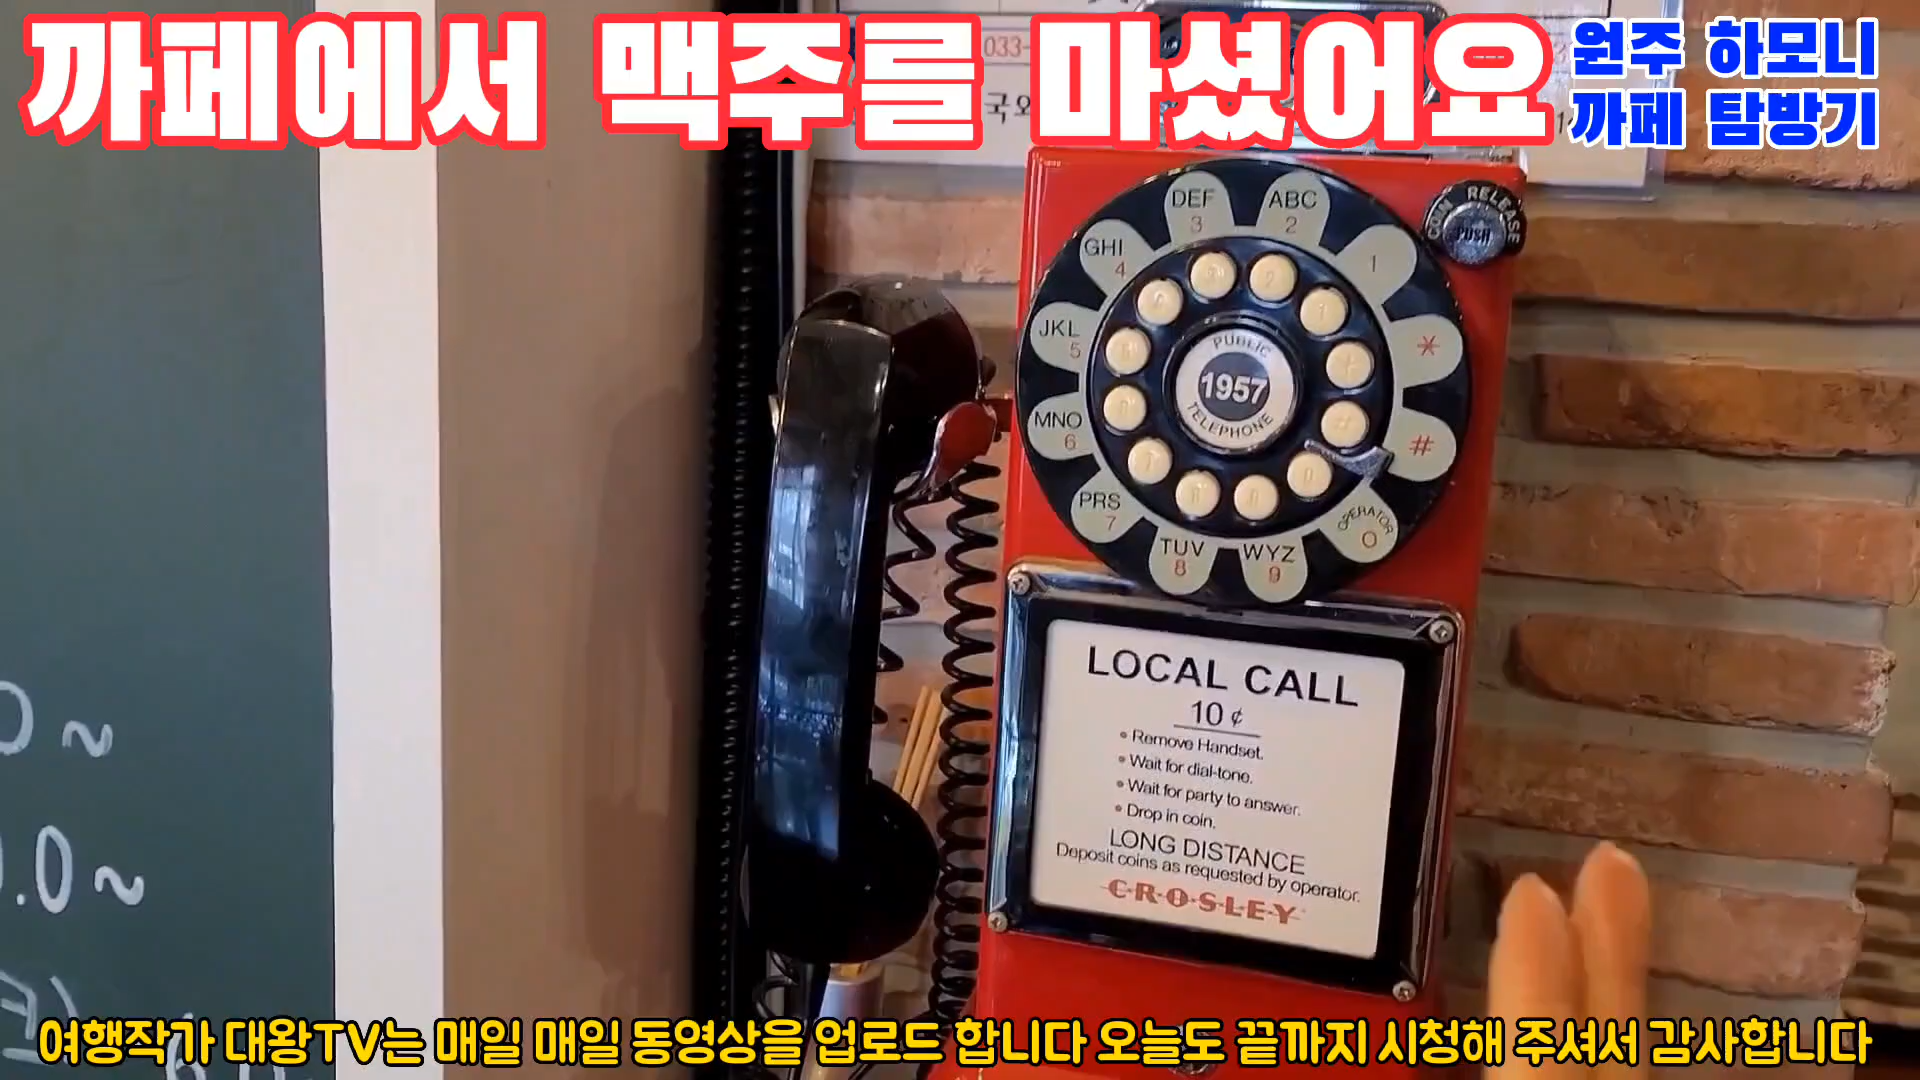 까페에서 맥주를 마셨어요
원주 하모니
까페 탐방기
033-
국외
DEF
3
ABC
2
GHI
4
1
JKL
5
*
MNO
6
#
PRS
7
TUV
8
WYZ
9
OPERATOR
0
COIN RELEASE
PUSH
PUBLIC
1957
TELEPHONE
LOCAL CALL
10 ¢
• Remove Handset.
• Wait for dial-tone.
• Wait for party to answer.
• Drop in coin.
LONG DISTANCE
Deposit coins as requested by operator.
CROSLEY
0 ~
.0 ~
여행작가 대왕TV는 매일 매일 동영상을 업로드 합니다 오늘도 끝까지 시청해 주셔서 감사합니다